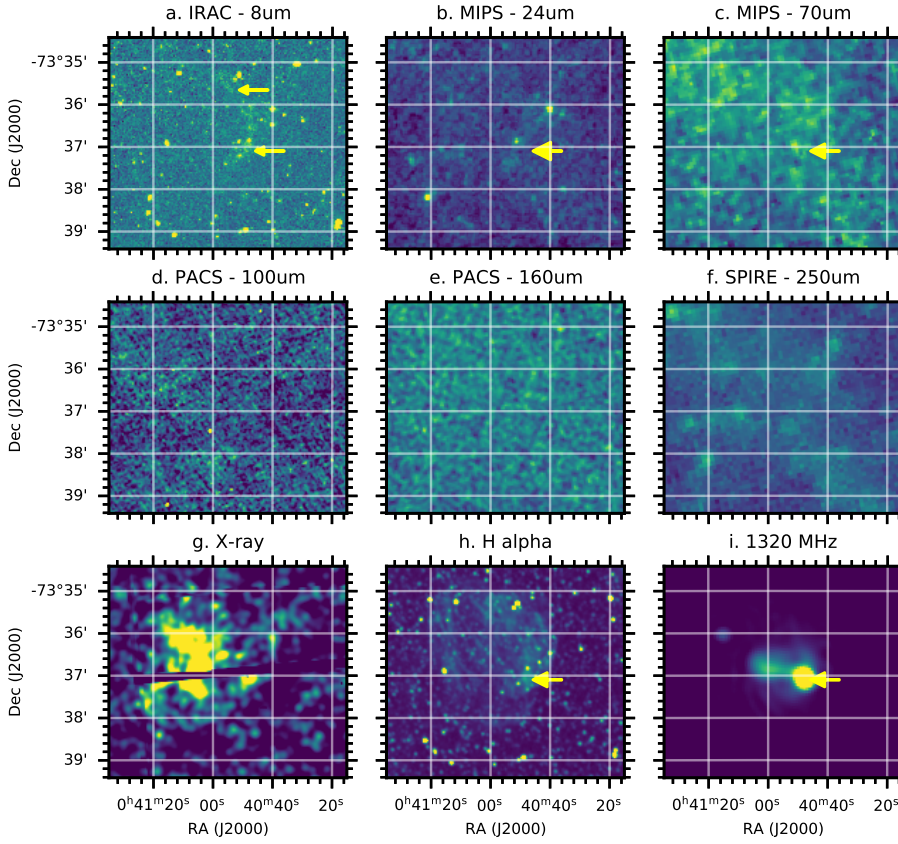 a. IRAC - 8um
b. MIPS - 24um
c. MIPS - 70um
-73°35'
36'
37'
38'
39'
Dec (J2000)
d. PACS - 100um
e. PACS - 160um
f. SPIRE - 250um
-73°35'
36'
37'
38'
39'
Dec (J2000)
g. X-ray
h. H alpha
i. 1320 MHz
-73°35'
36'
37'
38'
39'
Dec (J2000)
0ʰ41ᵐ20ˢ 00ˢ 40ᵐ40ˢ 20ˢ
0ʰ41ᵐ20ˢ 00ˢ 40ᵐ40ˢ 20ˢ
0ʰ41ᵐ20ˢ 00ˢ 40ᵐ40ˢ 20ˢ
RA (J2000)
RA (J2000)
RA (J2000)